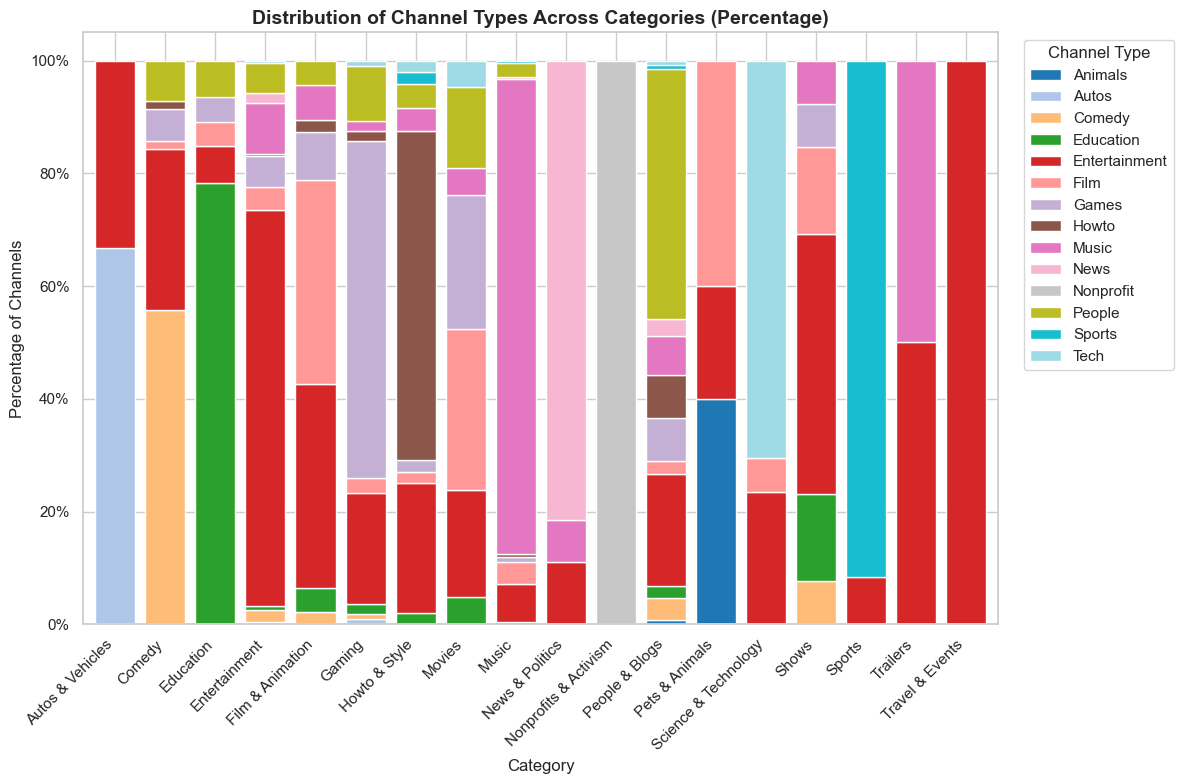 Distribution of Channel Types Across Categories (Percentage)
Percentage of Channels
100%
80%
60%
40%
20%
0%
Autos & Vehicles
Comedy
Education
Entertainment
Film & Animation
Gaming
Howto & Style
Movies
Music
News & Politics
Nonprofits & Activism
People & Blogs
Pets & Animals
Science & Technology
Shows
Sports
Trailers
Travel & Events
Category
Channel Type
Animals
Autos
Comedy
Education
Entertainment
Film
Games
Howto
Music
News
Nonprofit
People
Sports
Tech